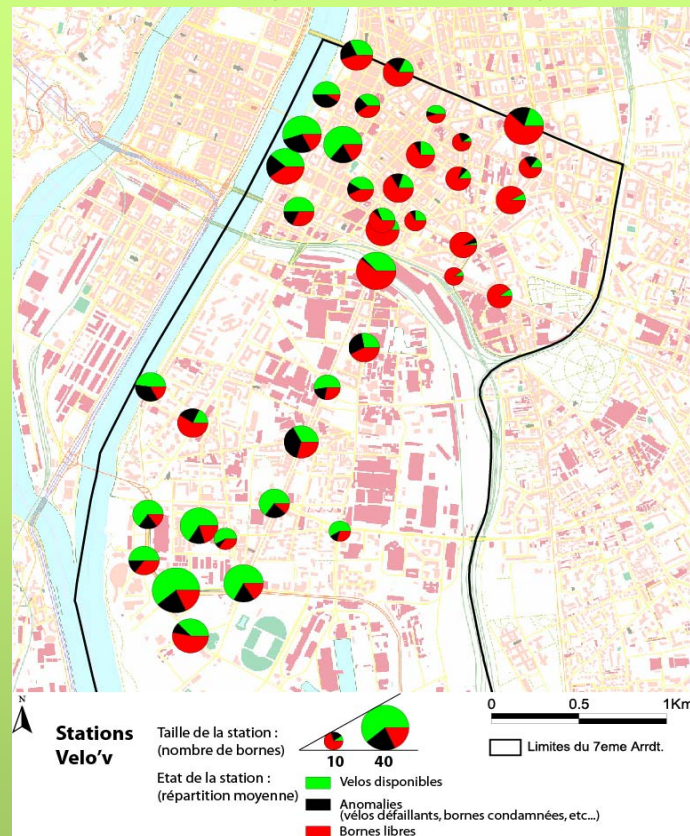 N
Stations
Velo'v
Taille de la station :
(nombre de bornes)
10
40
Etat de la station :
(répartition moyenne)
Velos disponibles
Anomalies
(vélos défaillants, bornes condamnées, etc...)
Bornes libres
0
0.5
1Km
Limites du 7eme Arrdt.